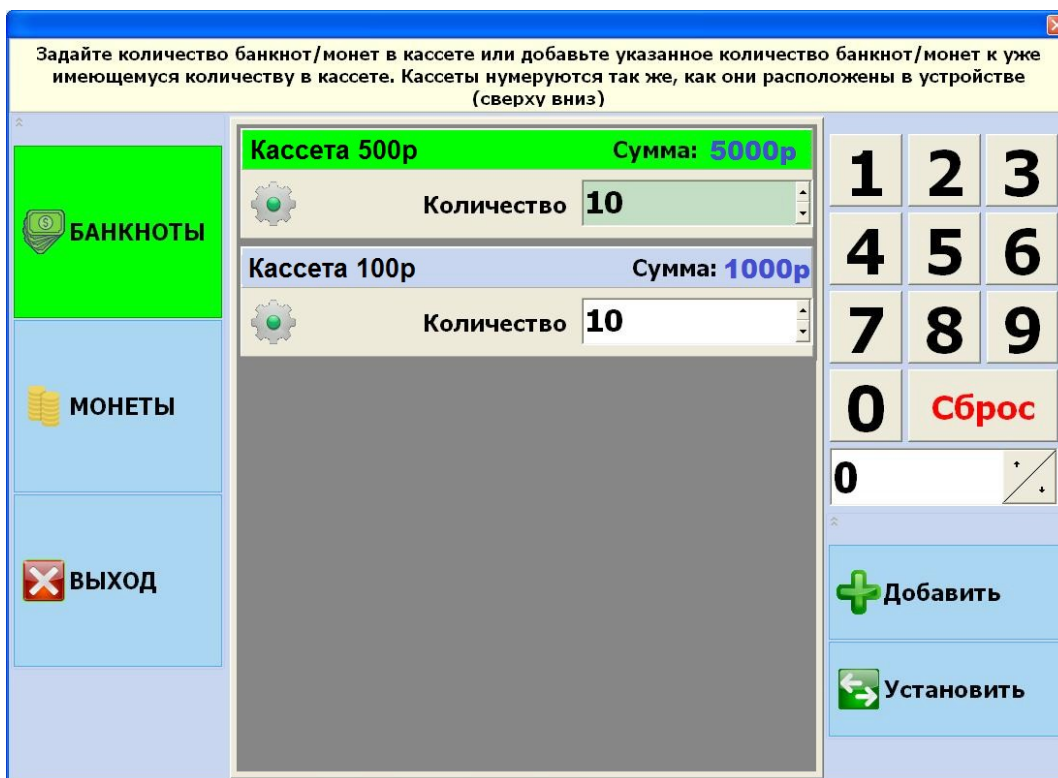 Задайте количество банкнот/монет в кассете или добавьте указанное количество банкнот/монет к уже
имеющемуся количеству в кассете. Кассеты нумеруются так же, как они расположены в устройстве
(сверху вниз)
БАНКНОТЫ
МОНЕТЫ
ВЫХОД
Кассета 500р Сумма: 5000р
Количество 10
Кассета 100р Сумма: 1000р
Количество 10
1 2 3
4 5 6
7 8 9
0 Сброс
0
Добавить
Установить